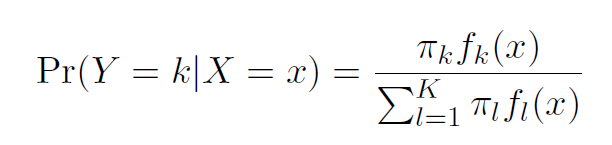 Pr(Y = k|X = x) = \frac{\pi_k f_k(x)}{\sum_{l=1}^{K} \pi_l f_l(x)}